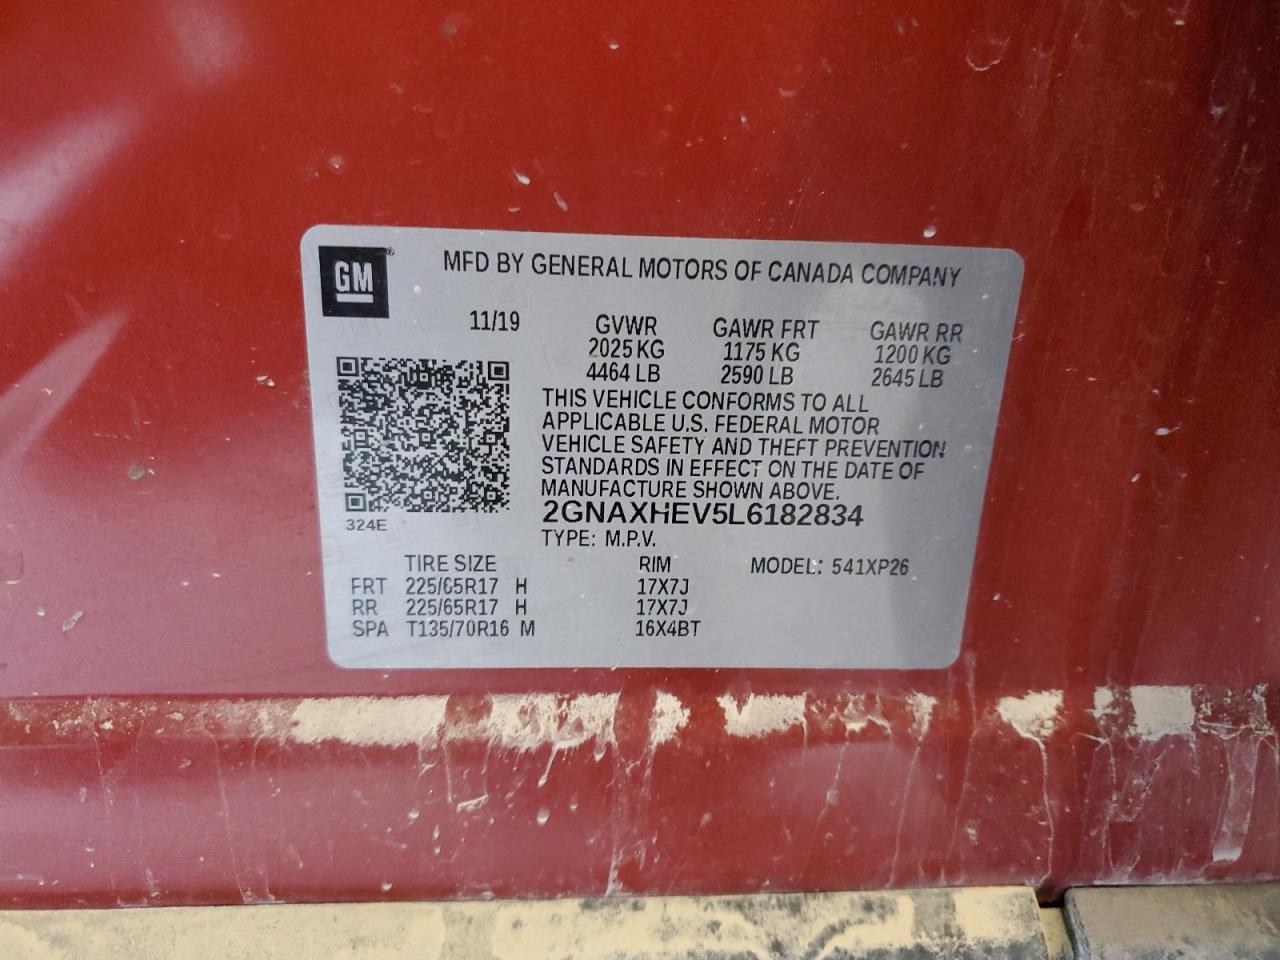 GM
MFD BY GENERAL MOTORS OF CANADA COMPANY
11/19 GVWR GAWR FRT GAWR RR
2025 KG 1175 KG 1200 KG
4464 LB 2590 LB 2645 LB
THIS VEHICLE CONFORMS TO ALL
APPLICABLE U.S. FEDERAL MOTOR
VEHICLE SAFETY AND THEFT PREVENTION
STANDARDS IN EFFECT ON THE DATE OF
MANUFACTURE SHOWN ABOVE.
2GNAXHEV5L6182834
324E
TYPE: M.P.V.
TIRE SIZE RIM MODEL: 541XP26
FRT 225/65R17 H 17X7J
RR 225/65R17 H 17X7J
SPA T135/70R16 M 16X4BT